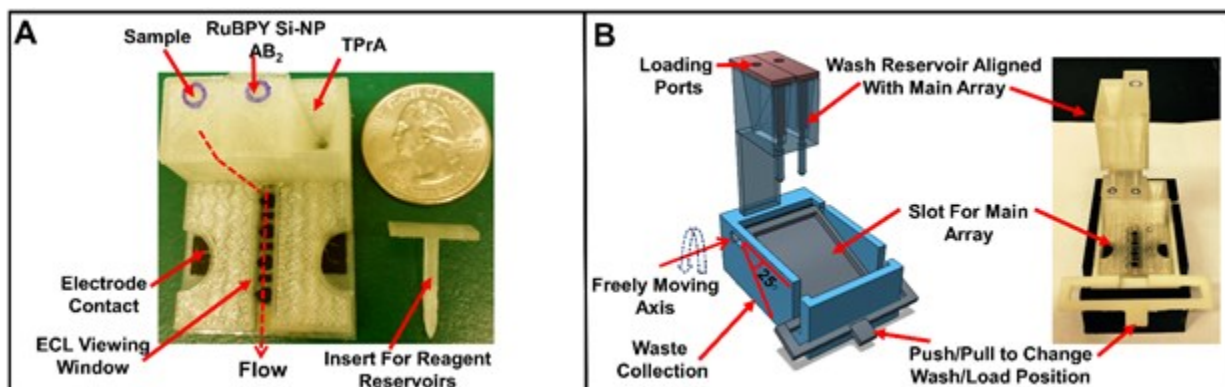 A
Sample
RuBPY Si-NP
AB₂
TPrA
Electrode
Contact
ECL Viewing
Window
Flow
Insert For Reagent
Reservoirs
B
Loading
Ports
Wash Reservoir Aligned
With Main Array
Slot For Main
Array
Freely Moving
Axis
25°
Waste
Collection
Push/Pull to Change
Wash/Load Position